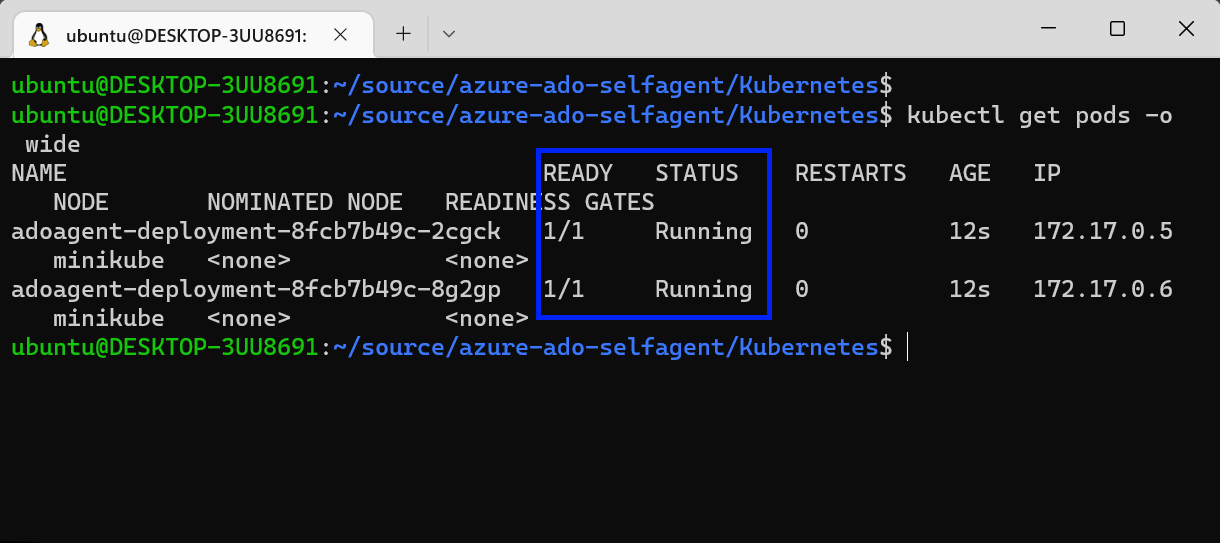 ubuntu@DESKTOP-3UU8691:
ubuntu@DESKTOP-3UU8691:~/source/azure-ado-selfagent/Kubernetes$
ubuntu@DESKTOP-3UU8691:~/source/azure-ado-selfagent/Kubernetes$ kubectl get pods -o
 wide
NAME                                  READY   STATUS    RESTARTS   AGE   IP
   NODE       NOMINATED NODE   READINESS GATES
adoagent-deployment-8fcb7b49c-2cgck   1/1     Running   0          12s   172.17.0.5
   minikube   <none>           <none>
adoagent-deployment-8fcb7b49c-8g2gp   1/1     Running   0          12s   172.17.0.6
   minikube   <none>           <none>
ubuntu@DESKTOP-3UU8691:~/source/azure-ado-selfagent/Kubernetes$